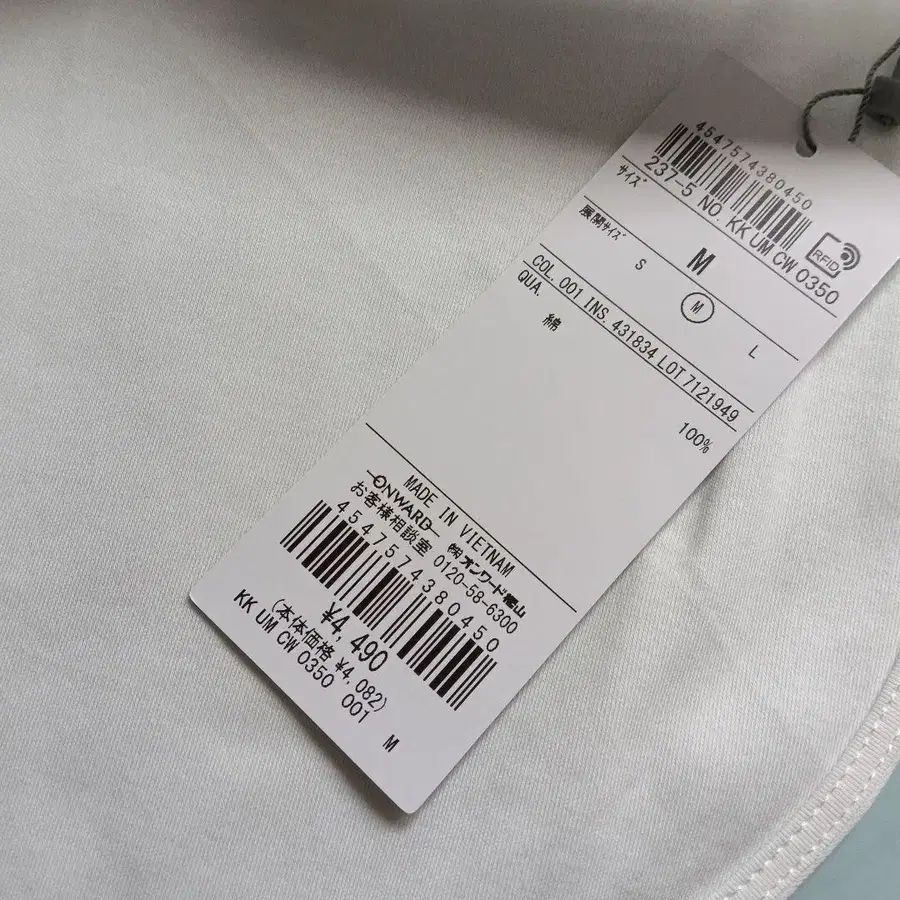 4547574380450
237-5 NO. KK UM CW 0350
RFID
サイズ M
展開サイズ S M L
COL. 001 INS. 431834 LOT 7121949
QUA.
綿 100%
MADE IN VIETNAM
ONWARD ㈱オンワード樫山
お客様相談室 0120-58-6300
4547574380450
¥4,490
(本体価格 ¥4,082)
KK UM CW 0350 001 M